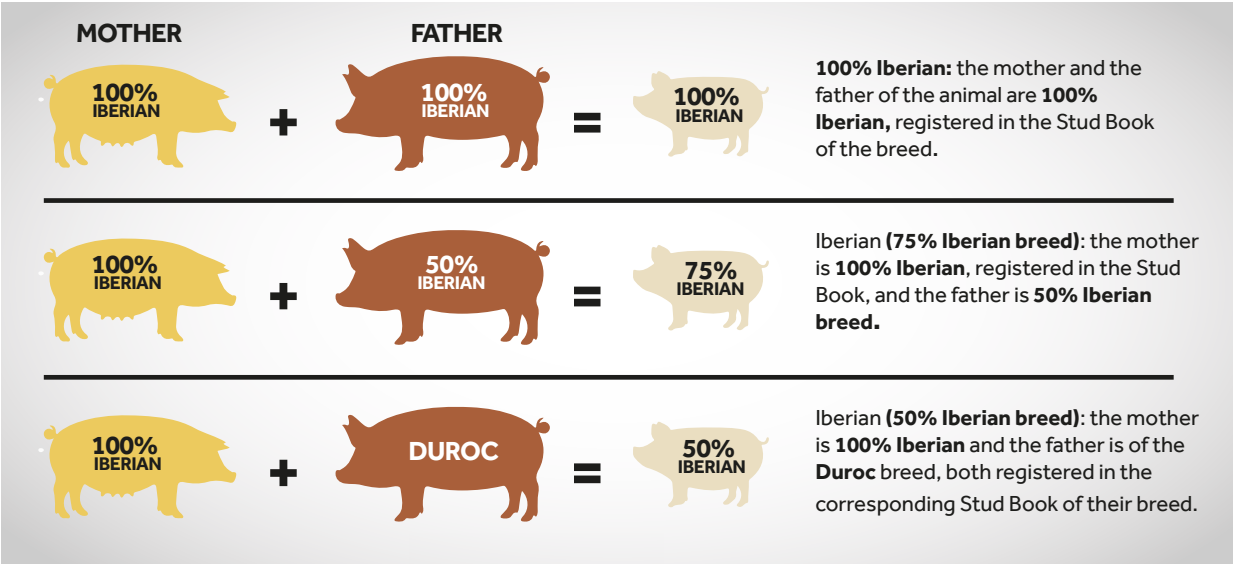 MOTHER
FATHER
100%
IBERIAN
+
100%
IBERIAN
=
100%
IBERIAN
100% Iberian: the mother and the
father of the animal are 100%
Iberian, registered in the Stud Book
of the breed.
100%
IBERIAN
+
50%
IBERIAN
=
75%
IBERIAN
Iberian (75% Iberian breed): the mother
is 100% Iberian, registered in the Stud
Book, and the father is 50% Iberian
breed.
100%
IBERIAN
+
DUROC
=
50%
IBERIAN
Iberian (50% Iberian breed): the mother
is 100% Iberian and the father is of the
Duroc breed, both registered in the
corresponding Stud Book of their breed.